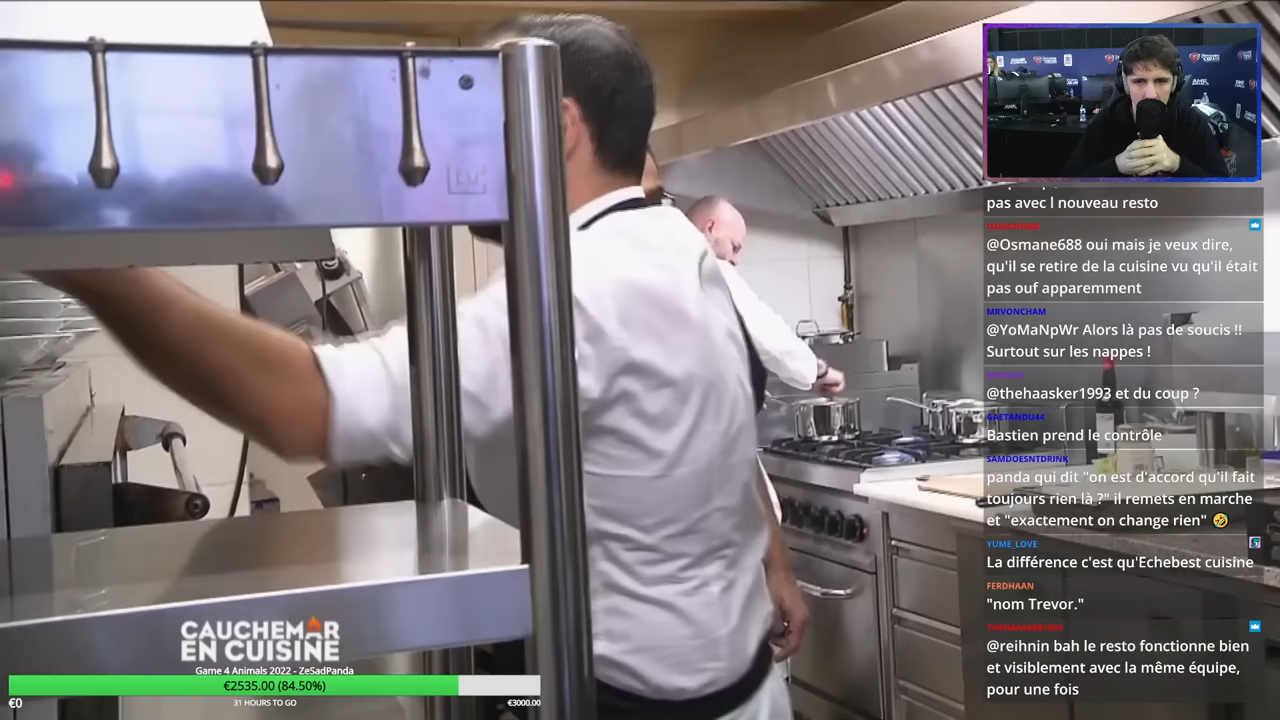 pas avec l nouveau resto
@Osmane688 oui mais je veux dire,
qu'il se retire de la cuisine vu qu'il était
pas ouf apparemment
MRVONCHAM
@YoMaNpWr Alors là pas de soucis !!
Surtout sur les nappes !
@thehaasker1993 et du coup ?
GAETANDU44
Bastien prend le contrôle
SAMDOESNTDRINK
panda qui dit "on est d'accord qu'il fait
toujours rien là ?" il remets en marche
et "exactement on change rien" 🤣
YUME_LOVE
La différence c'est qu'Echebest cuisine
FERDHAAN
"nom Trevor."
THEHAASKER1993
@reihnin bah le resto fonctionne bien
et visiblement avec la même équipe,
pour une fois
CAUCHEMAR
EN CUISINE
Game 4 Animals 2022 - ZeSadPanda
€2535.00 (84.50%)
€0 31 HOURS TO GO €3000.00